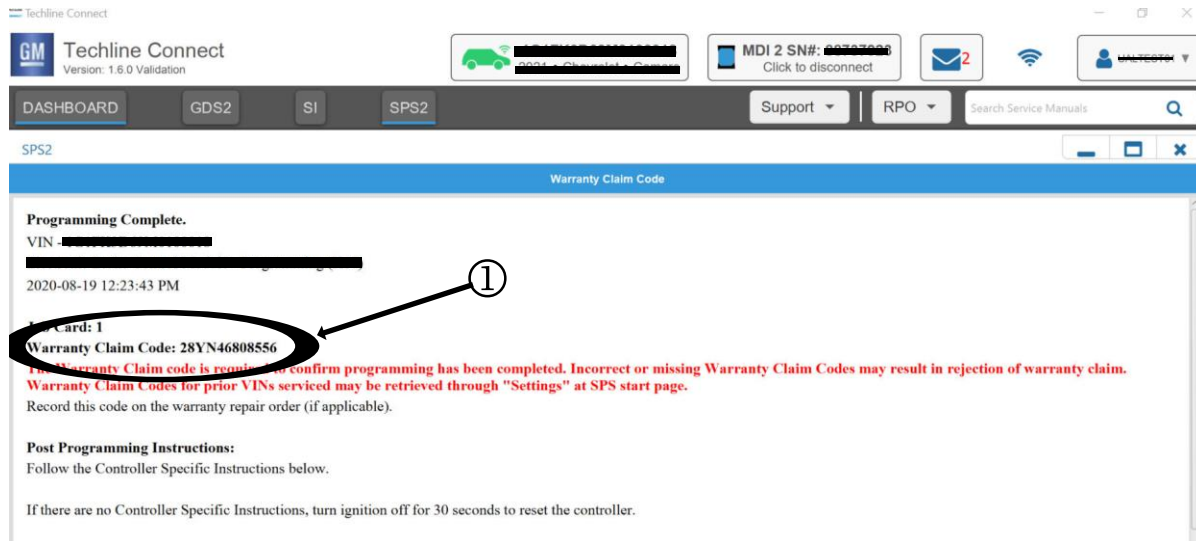 Techline Connect
GM
Techline Connect
Version: 1.6.0 Validation
2021 • Chevrolet • Camaro
MDI 2 SN#:
Click to disconnect
2
DASHBOARD
GDS2
SI
SPS2
Support
RPO
Search Service Manuals
SPS2
Warranty Claim Code
Programming Complete.
VIN -
2020-08-19 12:23:43 PM
①
Card: 1
Warranty Claim Code: 28YN46808556
The Warranty Claim code is required to confirm programming has been completed. Incorrect or missing Warranty Claim Codes may result in rejection of warranty claim.
Warranty Claim Codes for prior VINs serviced may be retrieved through "Settings" at SPS start page.
Record this code on the warranty repair order (if applicable).
Post Programming Instructions:
Follow the Controller Specific Instructions below.
If there are no Controller Specific Instructions, turn ignition off for 30 seconds to reset the controller.